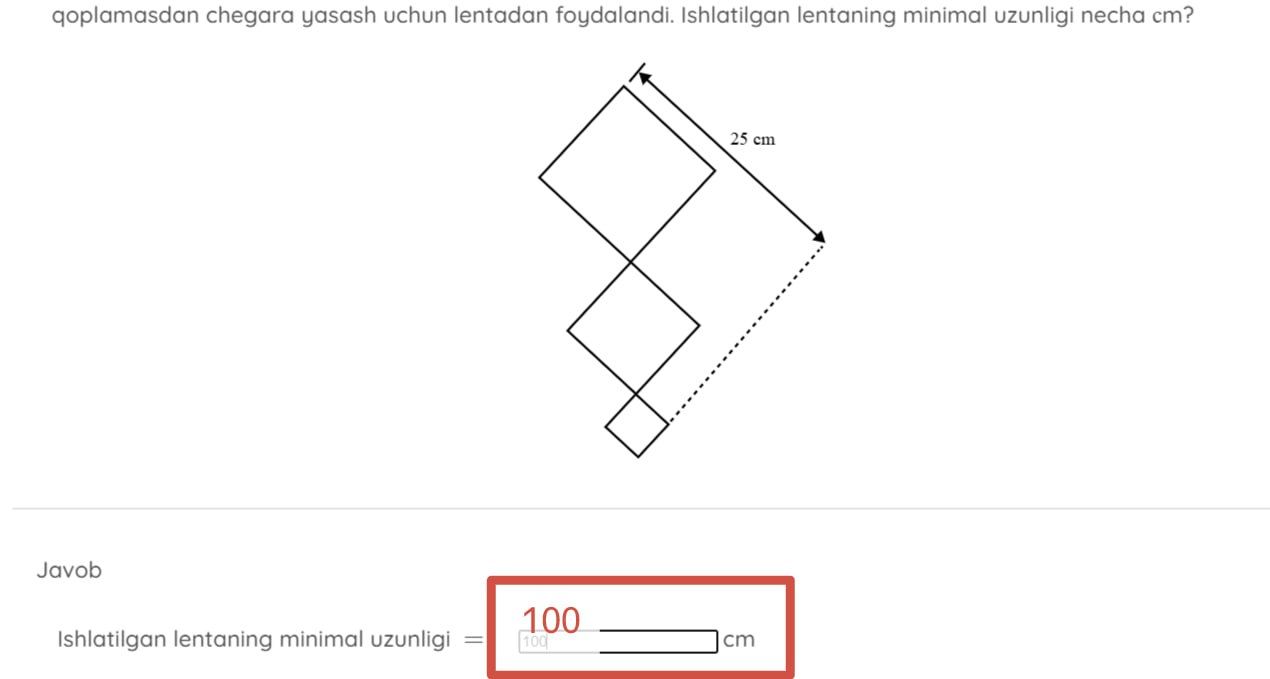 qoplamasdan chegara yasash uchun lentadan foydalandi. Ishlatilgan lentaning minimal uzunligi necha cm?
25 cm
Javob
100
Ishlatilgan lentaning minimal uzunligi = 100 cm